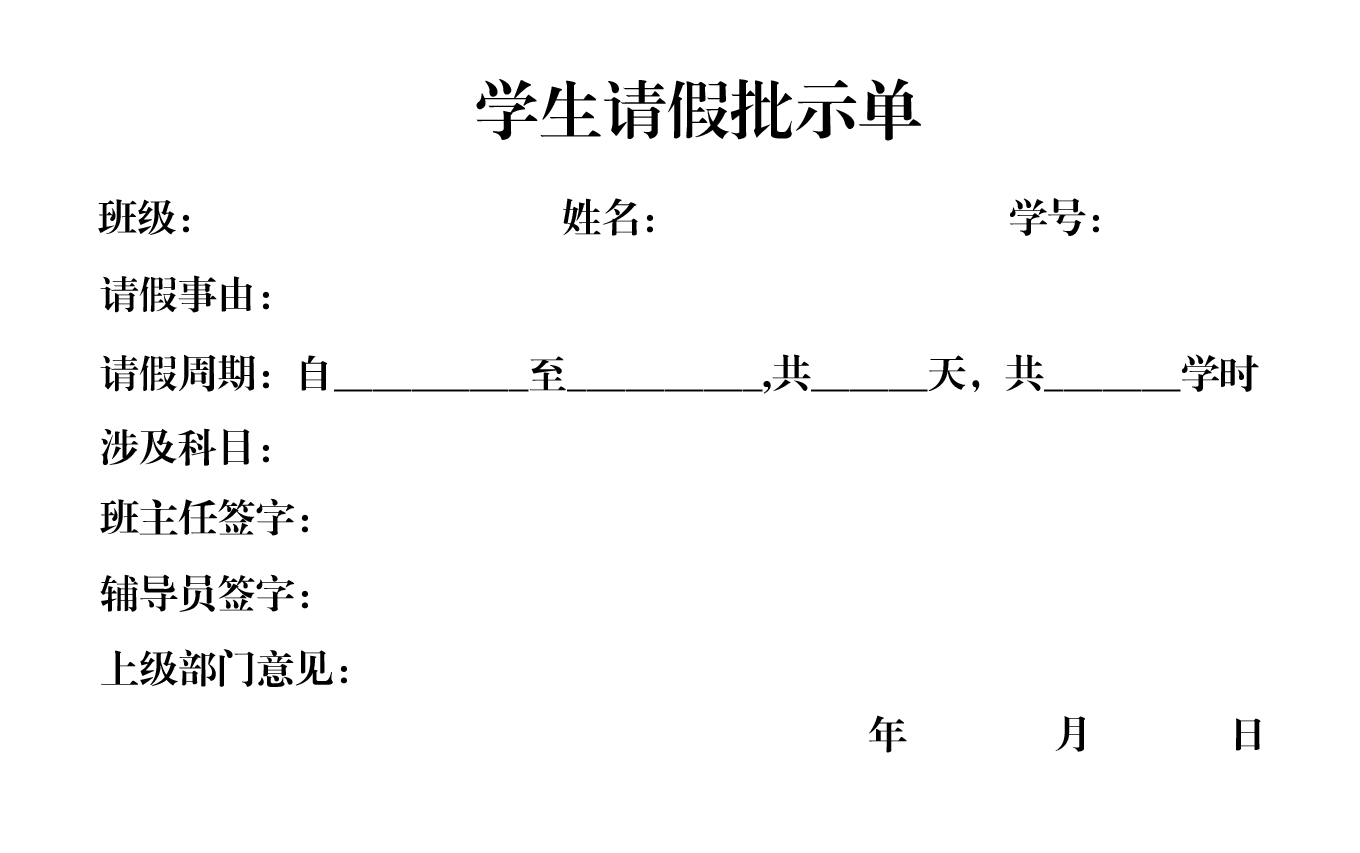 学生请假批示单
班级： 姓名： 学号：
请假事由：
请假周期：自__________至__________,共______天，共_______学时
涉及科目：
班主任签字：
辅导员签字：
上级部门意见：
年 月 日